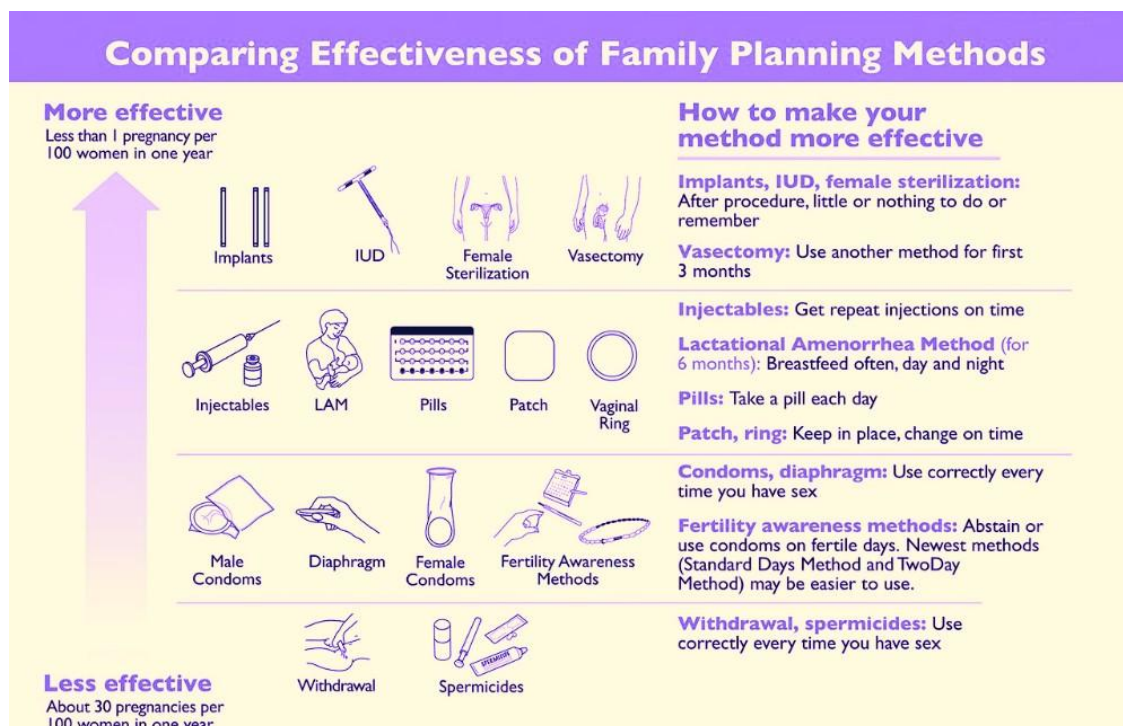 Comparing Effectiveness of Family Planning Methods
More effective
Less than 1 pregnancy per
100 women in one year
Implants
IUD
Female
Sterilization
Vasectomy
Injectables
LAM
Pills
Patch
Vaginal
Ring
Male
Condoms
Diaphragm
Female
Condoms
Fertility Awareness
Methods
Withdrawal
SPERMICIDE
Spermicides
Less effective
About 30 pregnancies per
100 women in one year
How to make your
method more effective
Implants, IUD, female sterilization:
After procedure, little or nothing to do or
remember
Vasectomy: Use another method for first
3 months
Injectables: Get repeat injections on time
Lactational Amenorrhea Method (for
6 months): Breastfeed often, day and night
Pills: Take a pill each day
Patch, ring: Keep in place, change on time
Condoms, diaphragm: Use correctly every
time you have sex
Fertility awareness methods: Abstain or
use condoms on fertile days. Newest methods
(Standard Days Method and TwoDay
Method) may be easier to use.
Withdrawal, spermicides: Use
correctly every time you have sex